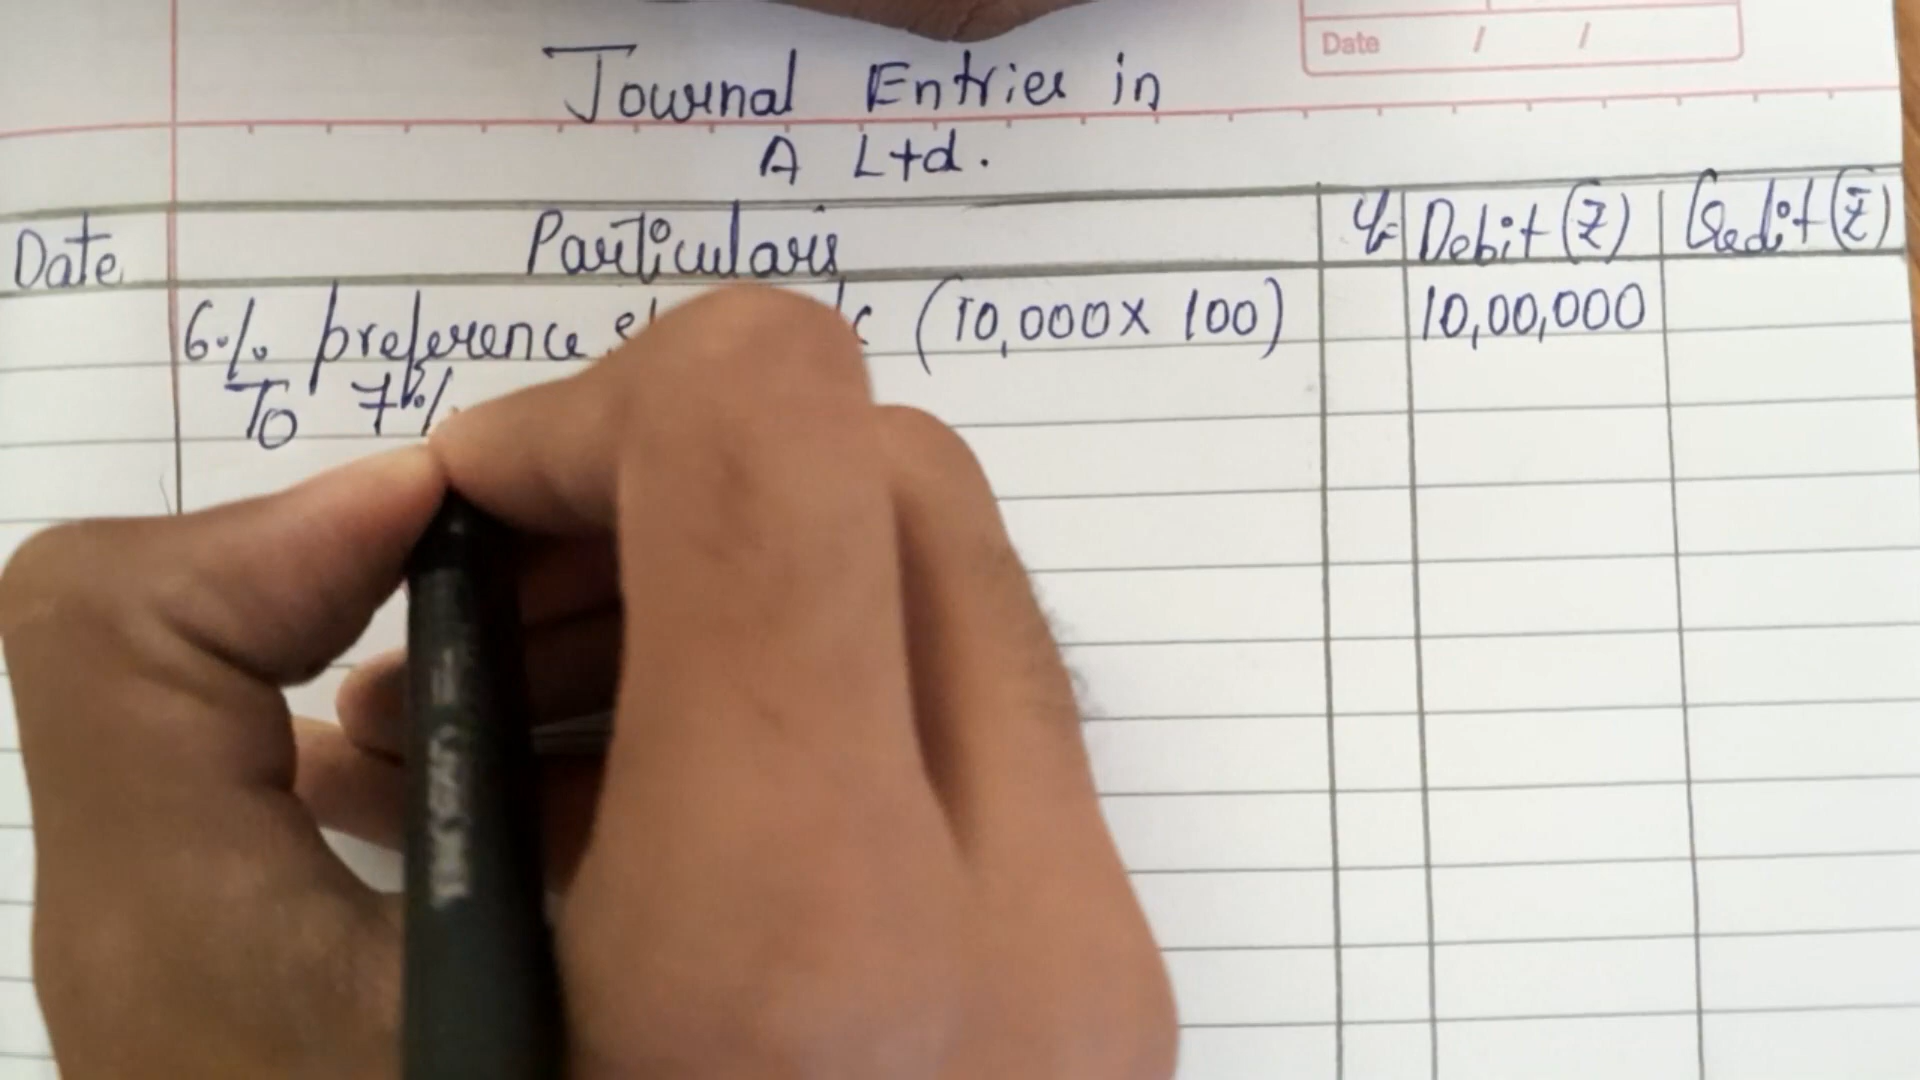 Date / /
Journal Entries in
A Ltd.
Date Particulars Debit (₹) Credit (₹)
6% preference (10,000 × 100) 10,00,000
To 7%